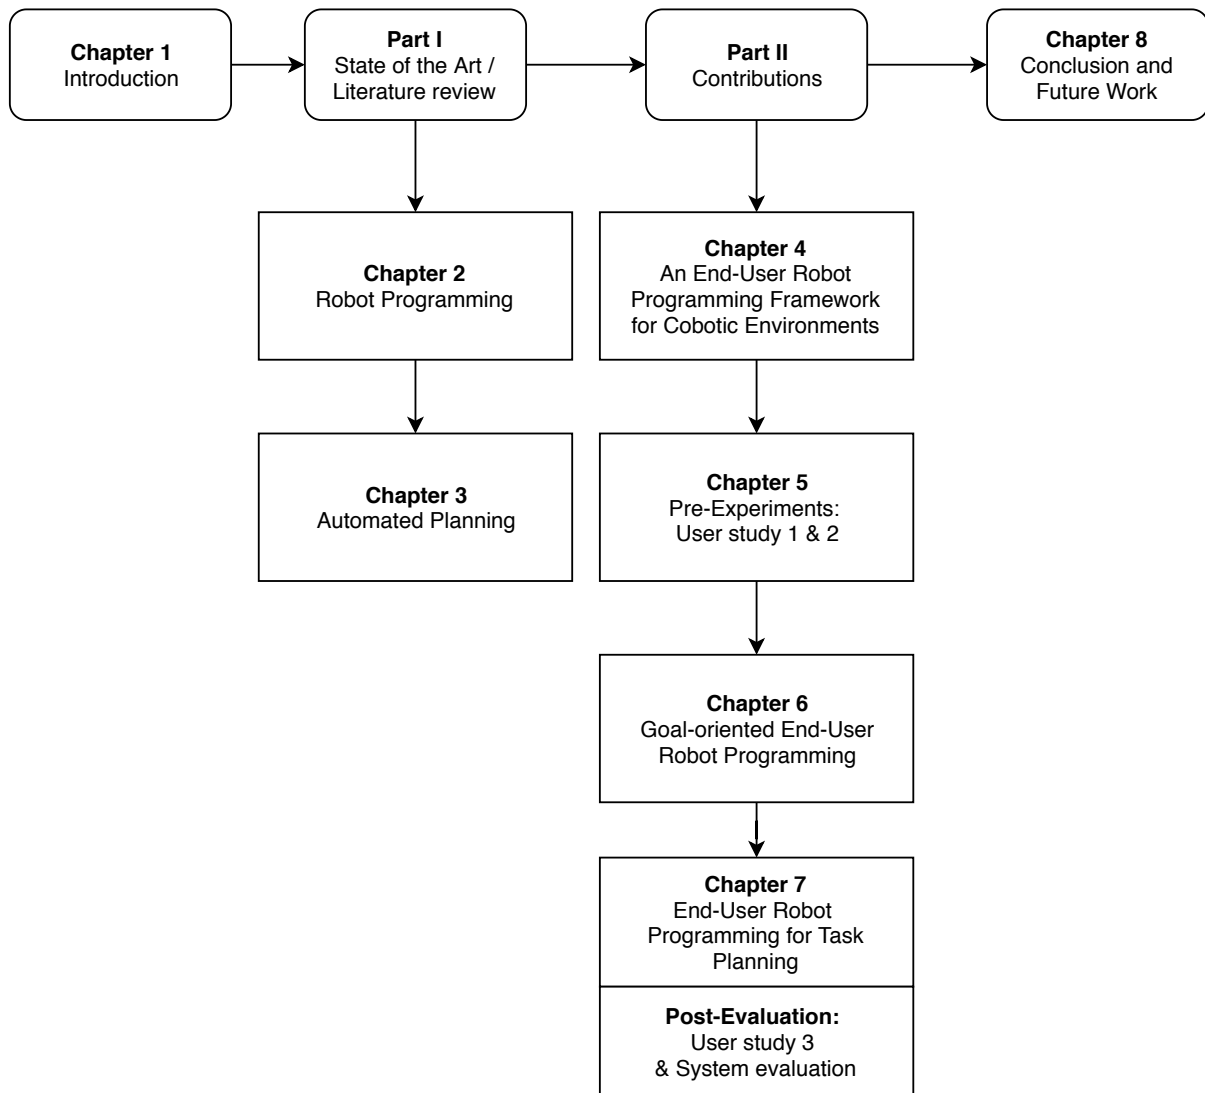 Chapter 1
Introduction
Part I
State of the Art /
Literature review
Part II
Contributions
Chapter 8
Conclusion and
Future Work
Chapter 2
Robot Programming
Chapter 3
Automated Planning
Chapter 4
An End-User Robot
Programming Framework
for Cobotic Environments
Chapter 5
Pre-Experiments:
User study 1 & 2
Chapter 6
Goal-oriented End-User
Robot Programming
Chapter 7
End-User Robot
Programming for Task
Planning
Post-Evaluation:
User study 3
& System evaluation